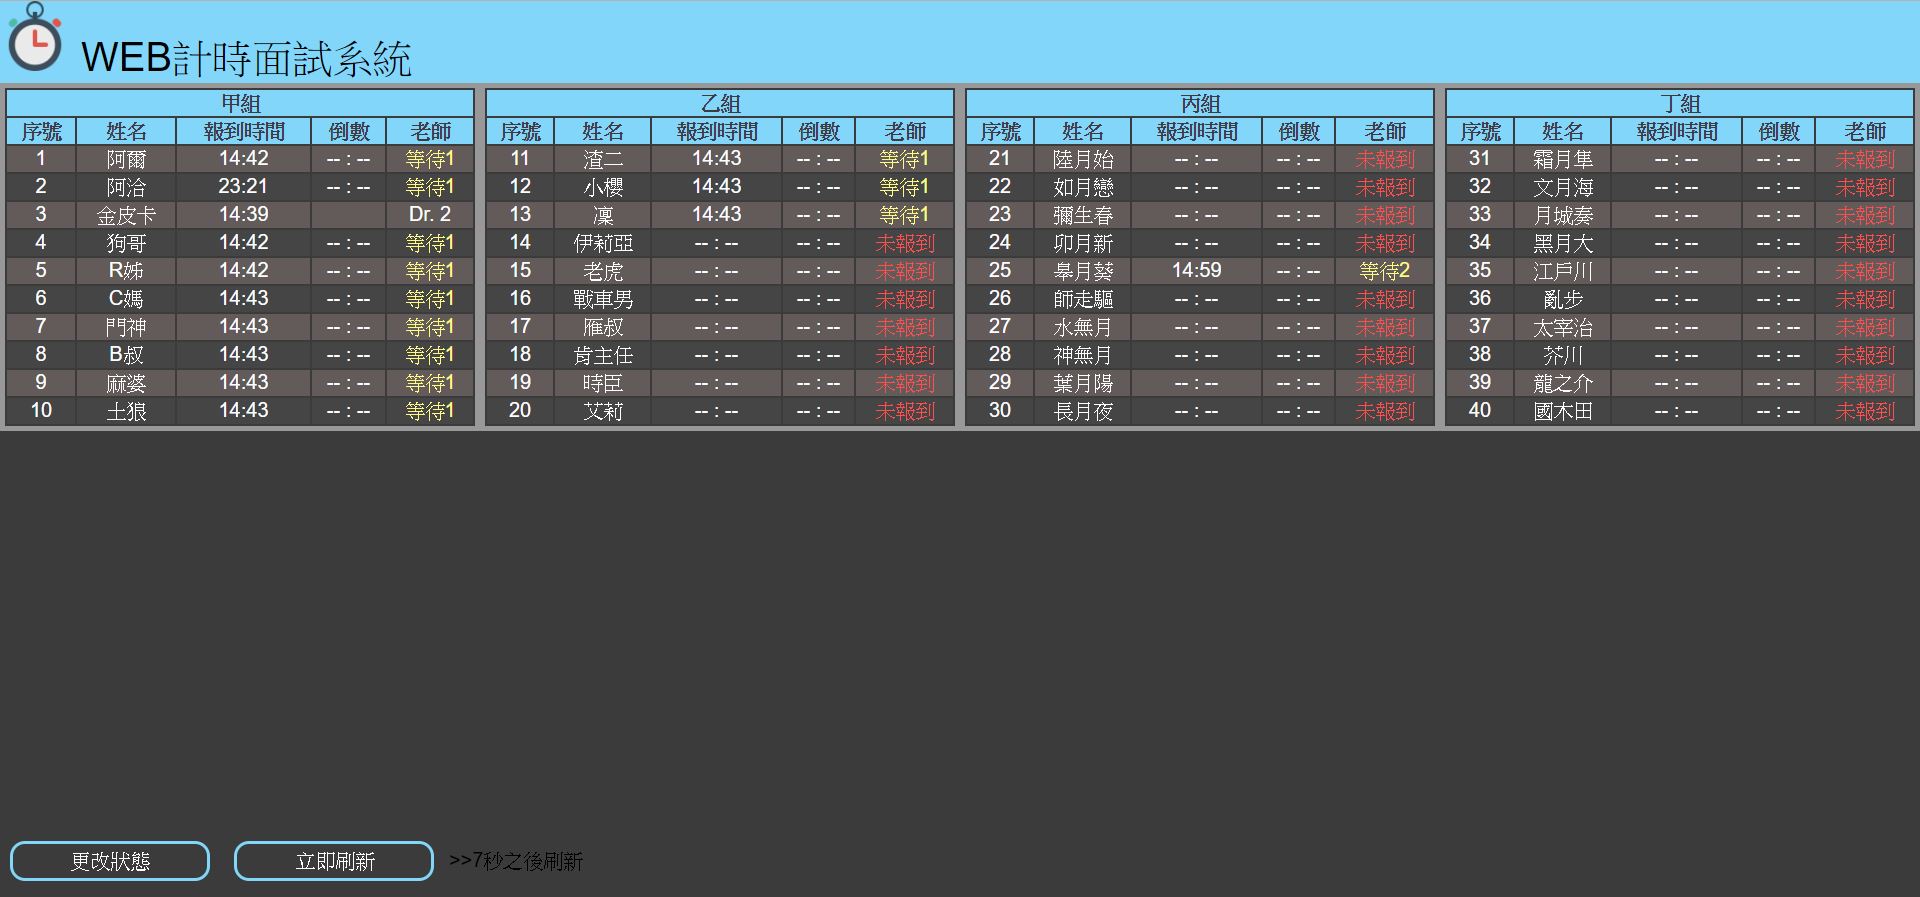 WEB計時面試系統
甲組
序號 姓名 報到時間 倒數 老師
1 阿爾 14:42 -- : -- 等待1
2 阿洽 23:21 -- : -- 等待1
3 金皮卡 14:39 Dr. 2
4 狗哥 14:42 -- : -- 等待1
5 R姊 14:42 -- : -- 等待1
6 C媽 14:43 -- : -- 等待1
7 門神 14:43 -- : -- 等待1
8 B叔 14:43 -- : -- 等待1
9 麻婆 14:43 -- : -- 等待1
10 土狼 14:43 -- : -- 等待1
乙組
序號 姓名 報到時間 倒數 老師
11 渣二 14:43 -- : -- 等待1
12 小櫻 14:43 -- : -- 等待1
13 凜 14:43 -- : -- 等待1
14 伊莉亞 -- : -- -- : -- 未報到
15 老虎 -- : -- -- : -- 未報到
16 戰車男 -- : -- -- : -- 未報到
17 雁叔 -- : -- -- : -- 未報到
18 肯主任 -- : -- -- : -- 未報到
19 時臣 -- : -- -- : -- 未報到
20 艾莉 -- : -- -- : -- 未報到
丙組
序號 姓名 報到時間 倒數 老師
21 陸月始 -- : -- -- : -- 未報到
22 如月戀 -- : -- -- : -- 未報到
23 彌生春 -- : -- -- : -- 未報到
24 卯月新 -- : -- -- : -- 未報到
25 皋月葵 14:59 -- : -- 等待2
26 師走驅 -- : -- -- : -- 未報到
27 水無月 -- : -- -- : -- 未報到
28 神無月 -- : -- -- : -- 未報到
29 葉月陽 -- : -- -- : -- 未報到
30 長月夜 -- : -- -- : -- 未報到
丁組
序號 姓名 報到時間 倒數 老師
31 霜月隼 -- : -- -- : -- 未報到
32 文月海 -- : -- -- : -- 未報到
33 月城奏 -- : -- -- : -- 未報到
34 黑月大 -- : -- -- : -- 未報到
35 江戶川 -- : -- -- : -- 未報到
36 亂步 -- : -- -- : -- 未報到
37 太宰治 -- : -- -- : -- 未報到
38 芥川 -- : -- -- : -- 未報到
39 龍之介 -- : -- -- : -- 未報到
40 國木田 -- : -- -- : -- 未報到
更改狀態 立即刷新 >>7秒之後刷新